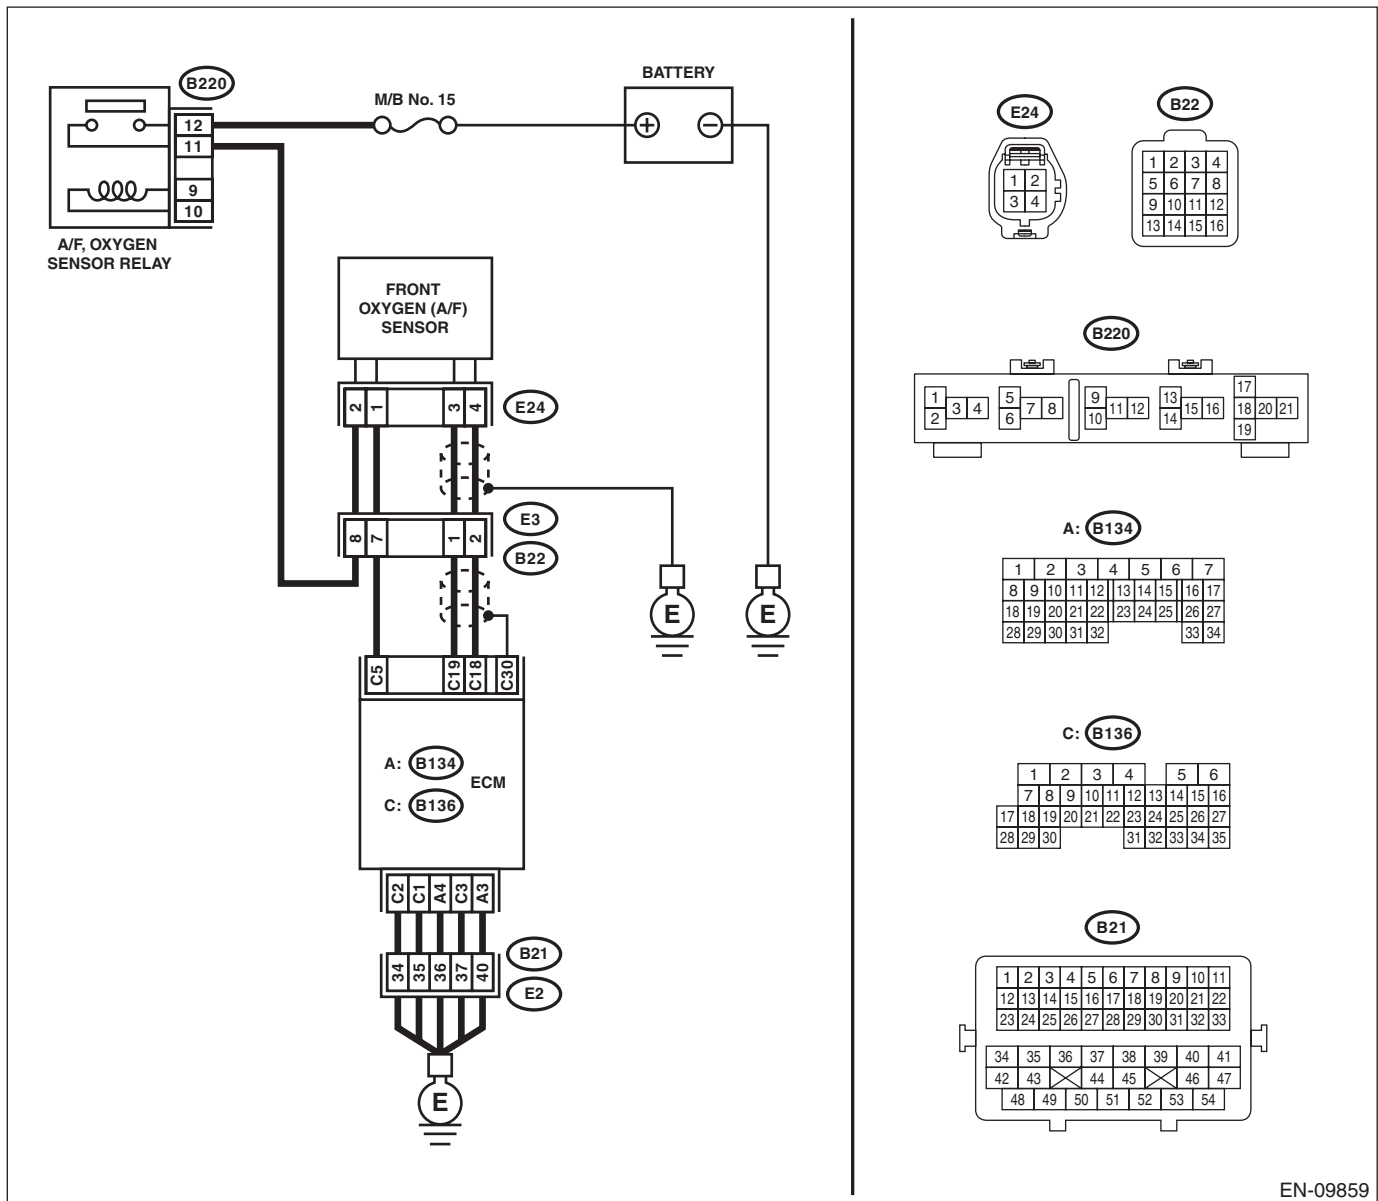 B220
BATTERY
M/B No. 15
12
11
9
10
+
−
A/F, OXYGEN
SENSOR RELAY
FRONT
OXYGEN (A/F)
SENSOR
2 1 3 4
E24
E3
8 7 1 2
B22
E E
C5 C19 C18 C30
A: B134
ECM
C: B136
C2 C1 A4 C3 A3
B21
34 35 36 37 40
E2
E
E24
1 2
3 4
B22
1 2 3 4
5 6 7 8
9 10 11 12
13 14 15 16
B220
1 2 3 4
5 6 7 8
9 10 11 12
13 14 15 16
17 18 19 20 21
A: B134
1 2 3 4 5 6 7
8 9 10 11 12 13 14 15 16 17
18 19 20 21 22 23 24 25 26 27
28 29 30 31 32 33 34
C: B136
1 2 3 4 5 6
7 8 9 10 11 12 13 14 15 16
17 18 19 20 21 22 23 24 25 26 27
28 29 30 31 32 33 34 35
B21
1 2 3 4 5 6 7 8 9 10 11
12 13 14 15 16 17 18 19 20 21 22
23 24 25 26 27 28 29 30 31 32 33
34 35 36 37 38 39 40 41
42 43 44 45 46 47
48 49 50 51 52 53 54
EN-09859